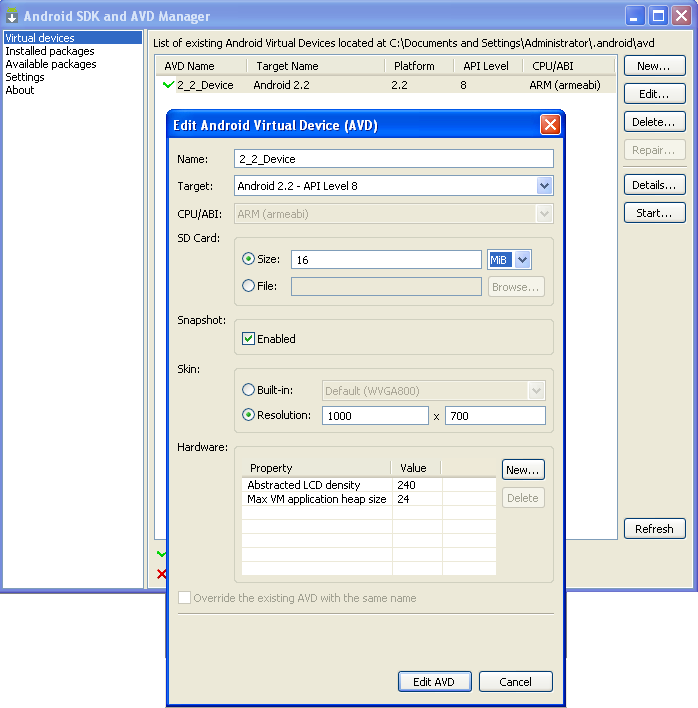 Android SDK and AVD Manager
Virtual devices
Installed packages
Available packages
Settings
About
List of existing Android Virtual Devices located at C:\Documents and Settings\Administrator\.android\avd
AVD Name Target Name Platform API Level CPU/ABI
2_2_Device Android 2.2 2.2 8 ARM (armeabi)
New...
Edit...
Delete...
Repair...
Details...
Start...
Refresh
Edit Android Virtual Device (AVD)
Name: 2_2_Device
Target: Android 2.2 - API Level 8
CPU/ABI: ARM (armeabi)
SD Card:
Size: 16 MiB
File: Browse...
Snapshot:
Enabled
Skin:
Built-in: Default (WVGA800)
Resolution: 1000 x 700
Hardware:
Property Value
Abstracted LCD density 240
Max VM application heap size 24
New...
Delete
Override the existing AVD with the same name
Edit AVD Cancel